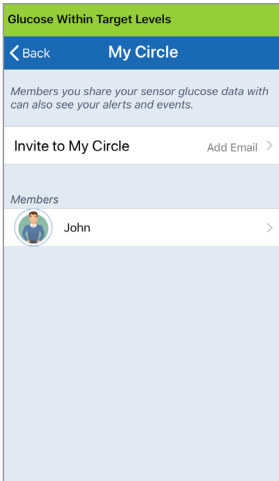 Glucose Within Target Levels
Back My Circle
Members you share your sensor glucose data with
can also see your alerts and events.
Invite to My Circle Add Email
Members
John